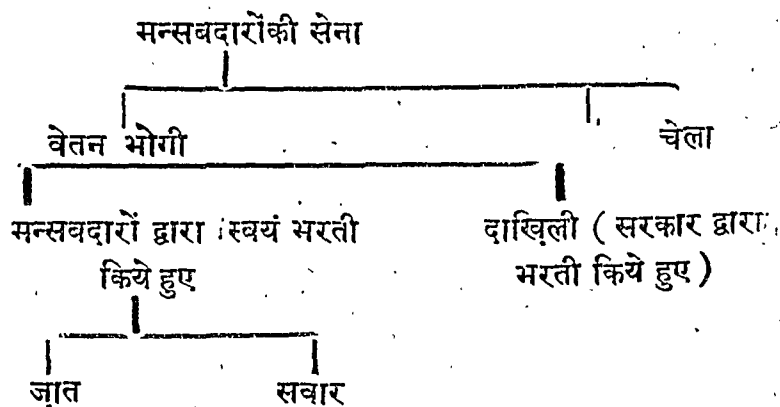 मन्सबदारोंकी सेना
वेतन भोगी चेला
मन्सबदारों द्वारा स्वयं भरती
किये हुए
दाखिली ( सरकार द्वारा
भरती किये हुए )
जात सवार